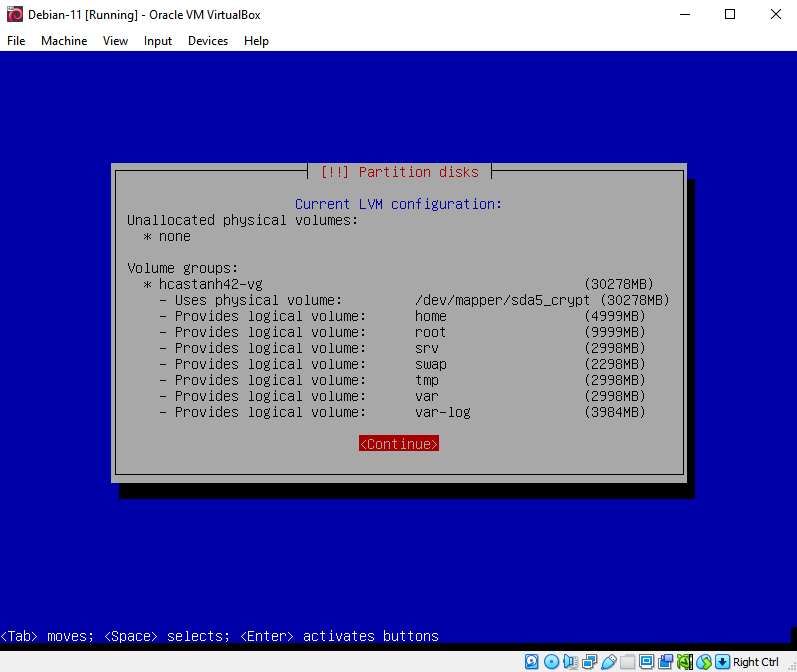 Debian-11 [Running] - Oracle VM VirtualBox
File Machine View Input Devices Help
[!!] Partition disks
Current LVM configuration:
Unallocated physical volumes:
* none
Volume groups:
* hcastanh42-vg (30278MB)
- Uses physical volume: /dev/mapper/sda5_crypt (30278MB)
- Provides logical volume: home (4999MB)
- Provides logical volume: root (9999MB)
- Provides logical volume: srv (2998MB)
- Provides logical volume: swap (2298MB)
- Provides logical volume: tmp (2998MB)
- Provides logical volume: var (2998MB)
- Provides logical volume: var-log (3984MB)
<Continue>
<Tab> moves; <Space> selects; <Enter> activates buttons
Right Ctrl